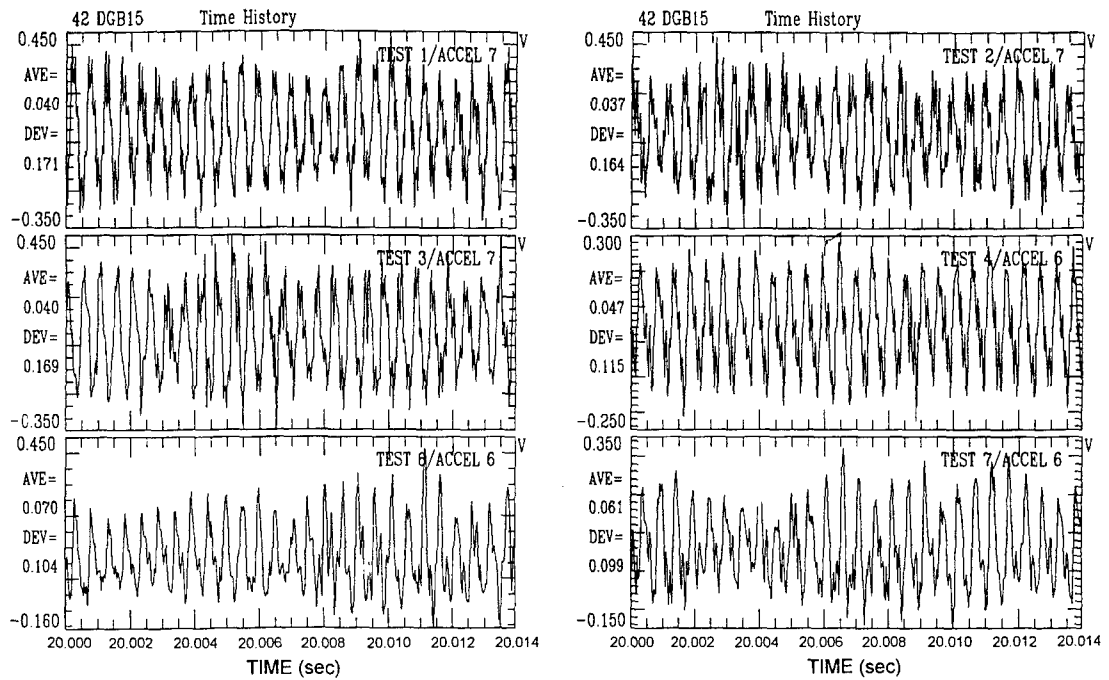 42 DGB15 Time History
0.450
AVE=
0.040
DEV=
0.171
-0.350
TEST 1/ACCEL 7
V
0.450
AVE=
0.040
DEV=
0.169
-0.350
TEST 3/ACCEL 7
V
0.450
AVE=
0.070
DEV=
0.104
-0.160
TEST 6/ACCEL 6
V
20.000 20.002 20.004 20.006 20.008 20.010 20.012 20.014
TIME (sec)
42 DGB15 Time History
0.450
AVE=
0.037
DEV=
0.164
-0.350
TEST 2/ACCEL 7
V
0.300
AVE=
0.047
DEV=
0.115
-0.250
TEST 4/ACCEL 6
V
0.350
AVE=
0.061
DEV=
0.099
-0.150
TEST 7/ACCEL 6
V
20.000 20.002 20.004 20.006 20.008 20.010 20.012 20.014
TIME (sec)